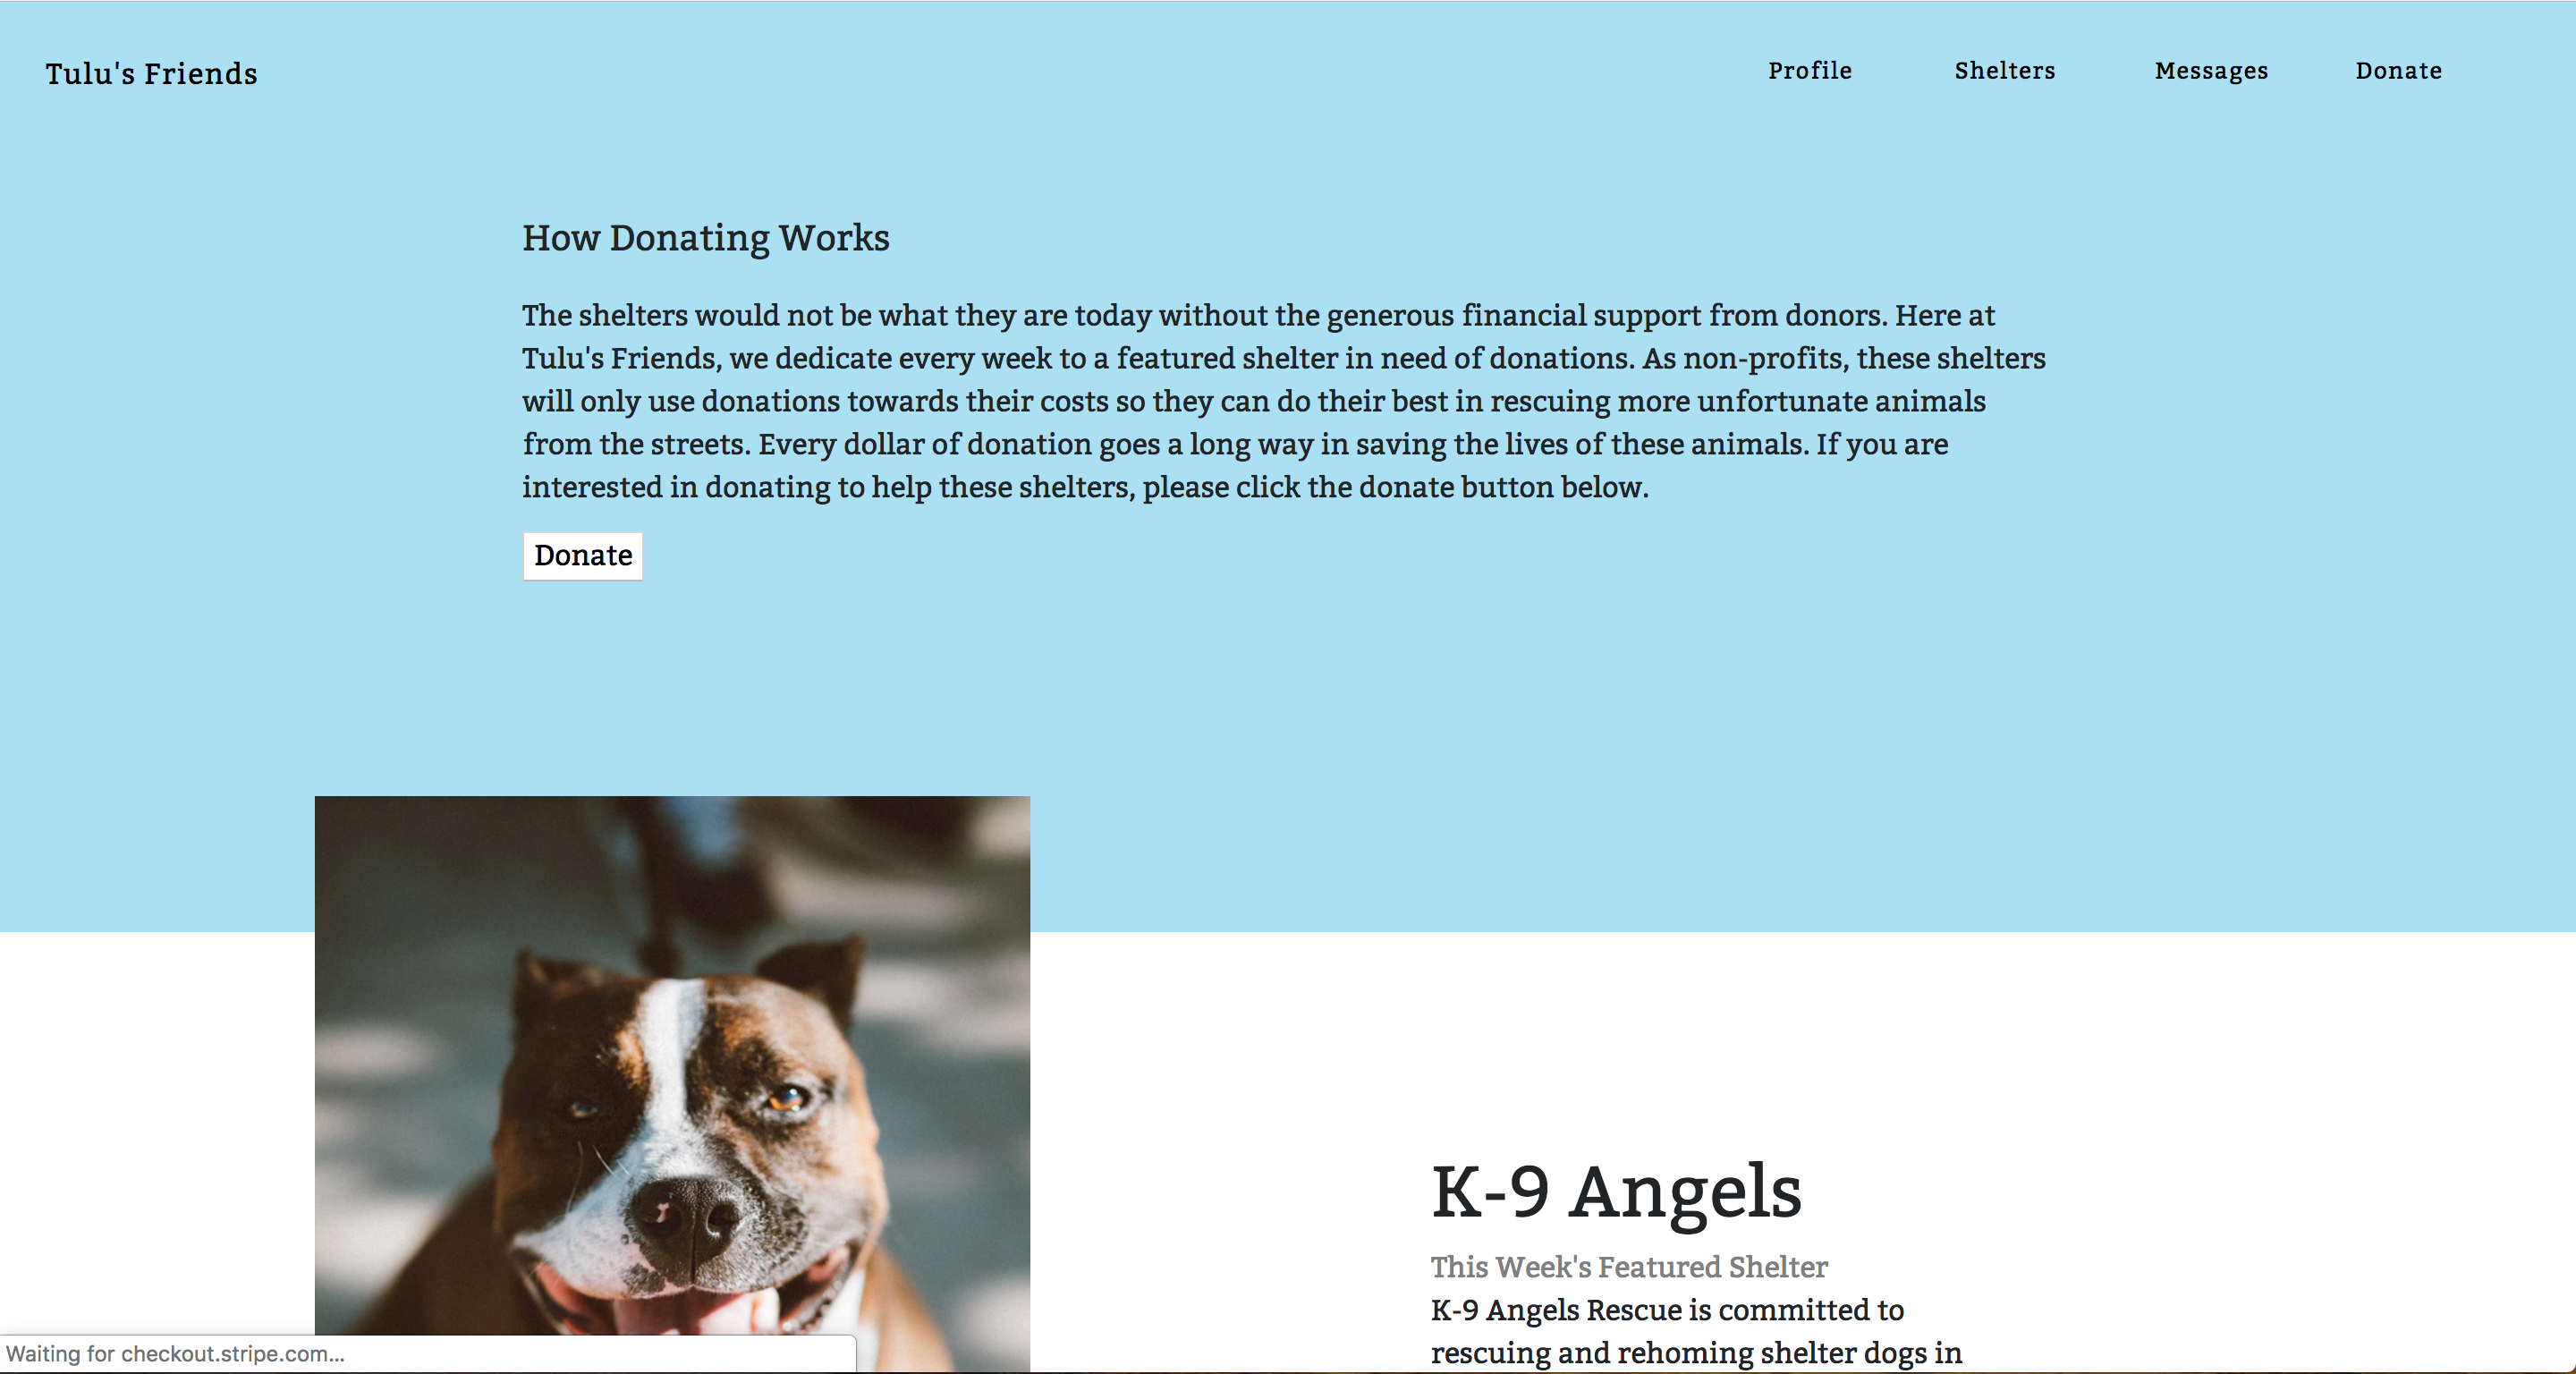 Tulu's Friends
Profile
Shelters
Messages
Donate
How Donating Works
The shelters would not be what they are today without the generous financial support from donors. Here at
Tulu's Friends, we dedicate every week to a featured shelter in need of donations. As non-profits, these shelters
will only use donations towards their costs so they can do their best in rescuing more unfortunate animals
from the streets. Every dollar of donation goes a long way in saving the lives of these animals. If you are
interested in donating to help these shelters, please click the donate button below.
Donate
K-9 Angels
This Week's Featured Shelter
K-9 Angels Rescue is committed to
rescuing and rehoming shelter dogs in
Waiting for checkout.stripe.com...